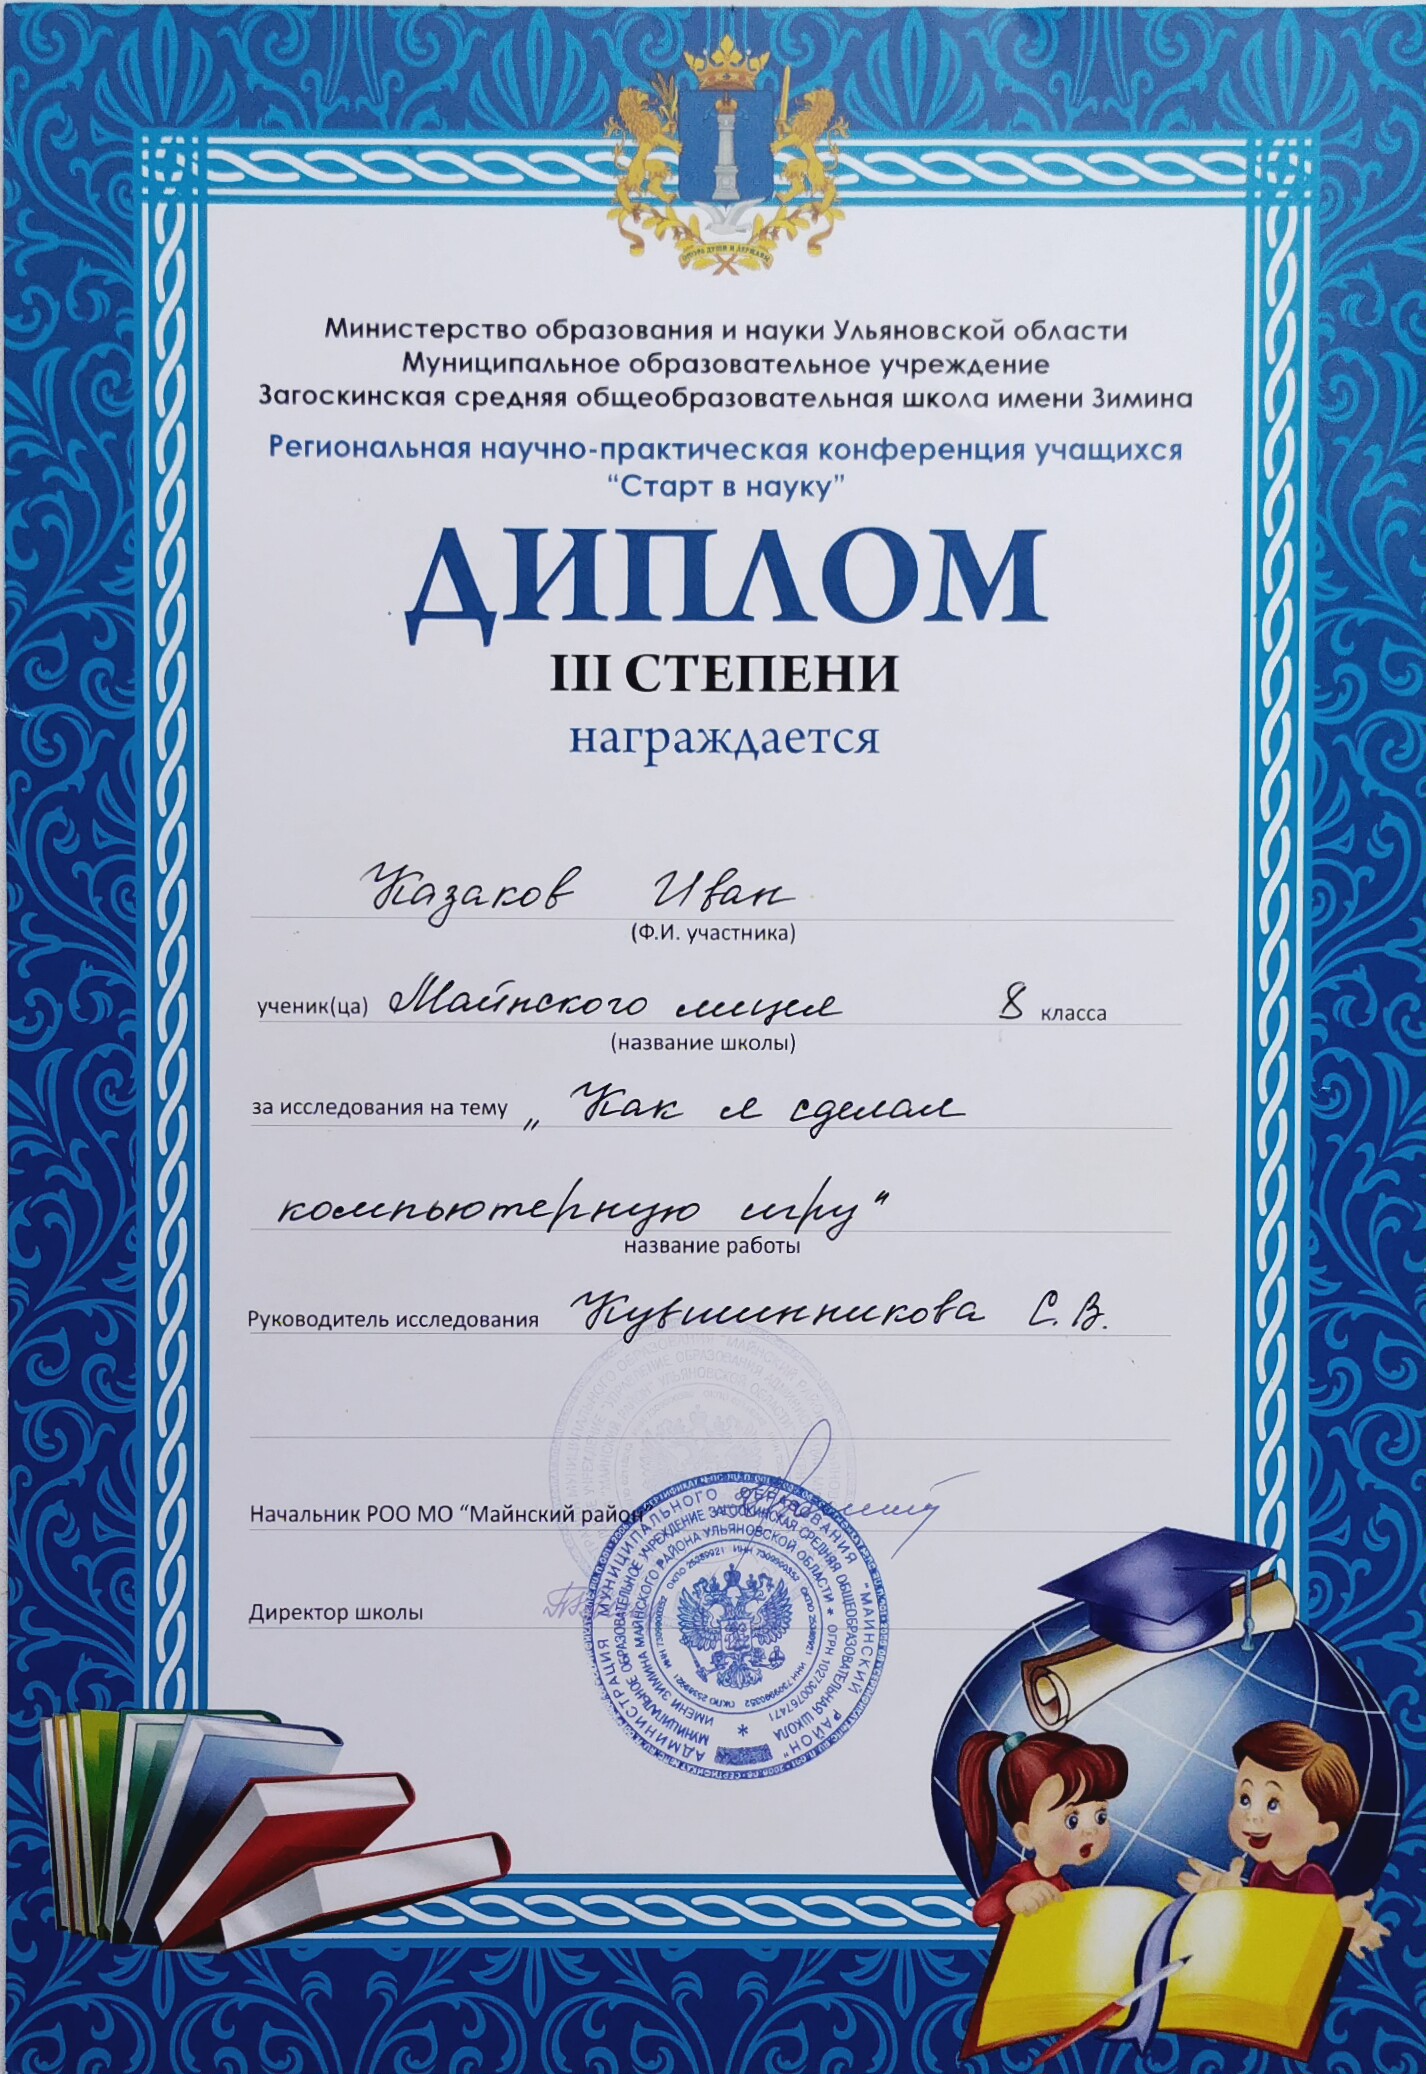 Министерство образования и науки Ульяновской области
Муниципальное образовательное учреждение
Загоскинская средняя общеобразовательная школа имени Зимина
Региональная научно-практическая конференция учащихся
“Старт в науку”
ДИПЛОМ
III СТЕПЕНИ
награждается
Казаков Иван
(Ф.И. участника)
ученик(ца) Майнского лицея 8 класса
(название школы)
за исследования на тему „Как я сделал
компьютерную игру“
название работы
Руководитель исследования Кувшинникова С.В.
Начальник РОО МО “Майнский район”
Директор школы
АДМИНИСТРАЦИЯ МУНИЦИПАЛЬНОГО ОБРАЗОВАНИЯ "МАЙНСКИЙ РАЙОН"
МУНИЦИПАЛЬНОЕ ОБРАЗОВАТЕЛЬНОЕ УЧРЕЖДЕНИЕ ЗАГОСКИНСКАЯ СРЕДНЯЯ ОБЩЕОБРАЗОВАТЕЛЬНАЯ ШКОЛА
ИМЕНИ ЗИМИНА МАЙНСКОГО РАЙОНА УЛЬЯНОВСКОЙ ОБЛАСТИ * ОГРН 1027300767471